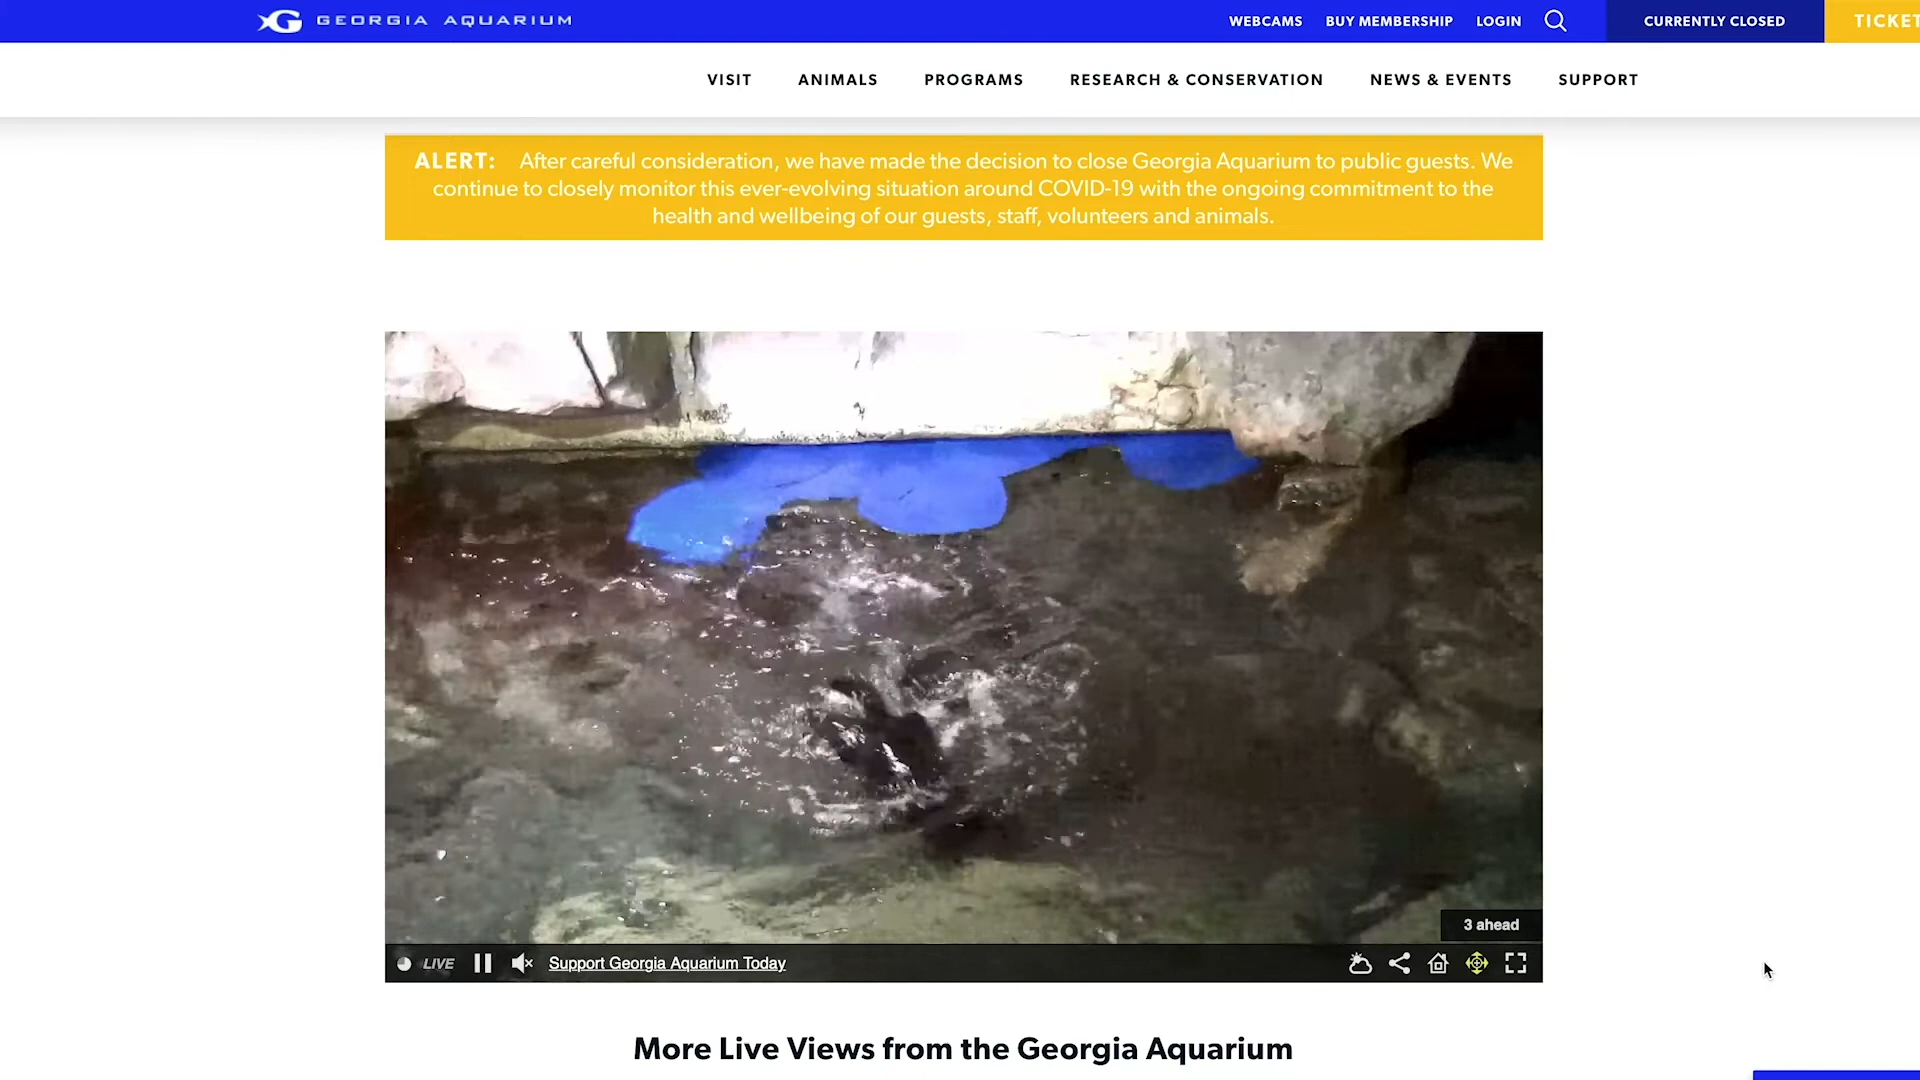 GEORGIA AQUARIUM
WEBCAMS BUY MEMBERSHIP LOGIN CURRENTLY CLOSED TICKET
VISIT ANIMALS PROGRAMS RESEARCH & CONSERVATION NEWS & EVENTS SUPPORT
ALERT: After careful consideration, we have made the decision to close Georgia Aquarium to public guests. We
continue to closely monitor this ever-evolving situation around COVID-19 with the ongoing commitment to the
health and wellbeing of our guests, staff, volunteers and animals.
3 ahead
LIVE Support Georgia Aquarium Today
More Live Views from the Georgia Aquarium